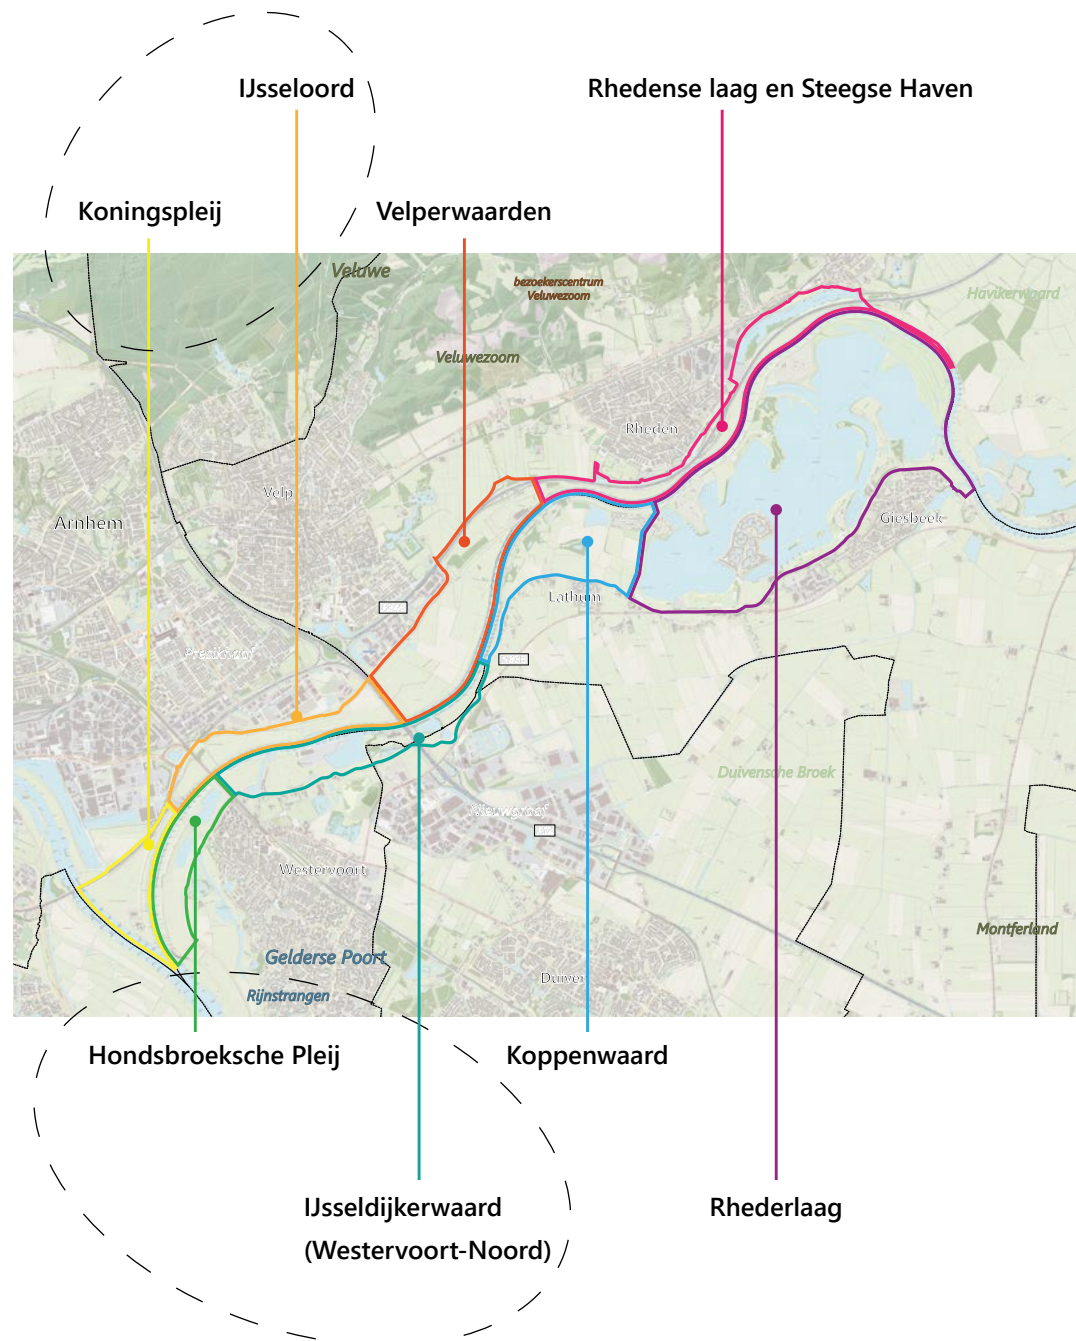 IJsseloord
Rhedense laag en Steegse Haven
Koningspleij
Velperwaarden
Veluwe
bezoekerscentrum
Veluwezoom
Havikerwaard
Veluwezoom
Rheden
Velp
Arnhem
Giesbeek
Lathum
Presikhaaf
Duivensche Broek
Nieuwgraaf
Westervoort
Montferland
Gelderse Poort
Duiven
Rijnstrangen
Hondsbroeksche Pleij
Koppenwaard
IJsseldijkerwaard
(Westervoort-Noord)
Rhederlaag